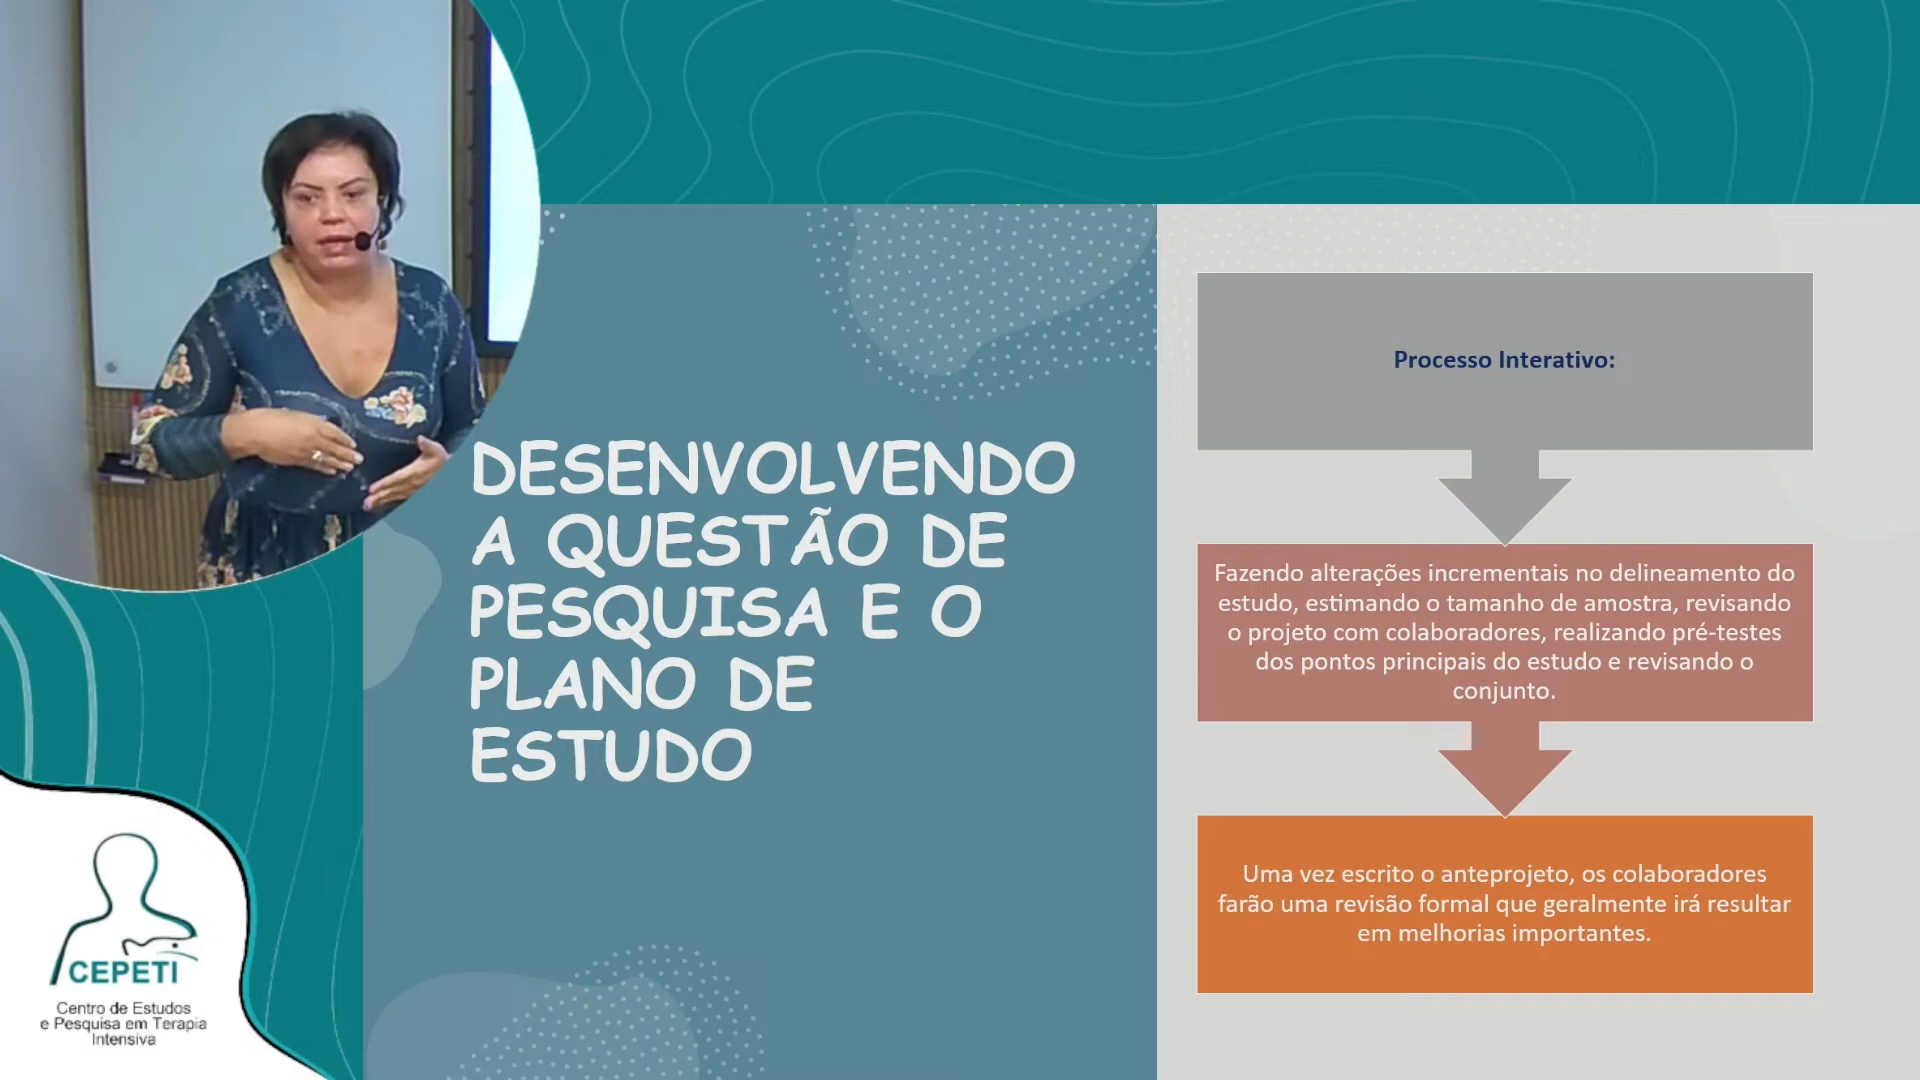 DESENVOLVENDO
A QUESTÃO DE
PESQUISA E O
PLANO DE
ESTUDO
Processo Interativo:
Fazendo alterações incrementais no delineamento do
estudo, estimando o tamanho de amostra, revisando
o projeto com colaboradores, realizando pré-testes
dos pontos principais do estudo e revisando o
conjunto.
Uma vez escrito o anteprojeto, os colaboradores
farão uma revisão formal que geralmente irá resultar
em melhorias importantes.
CEPETI
Centro de Estudos
e Pesquisa em Terapia
Intensiva